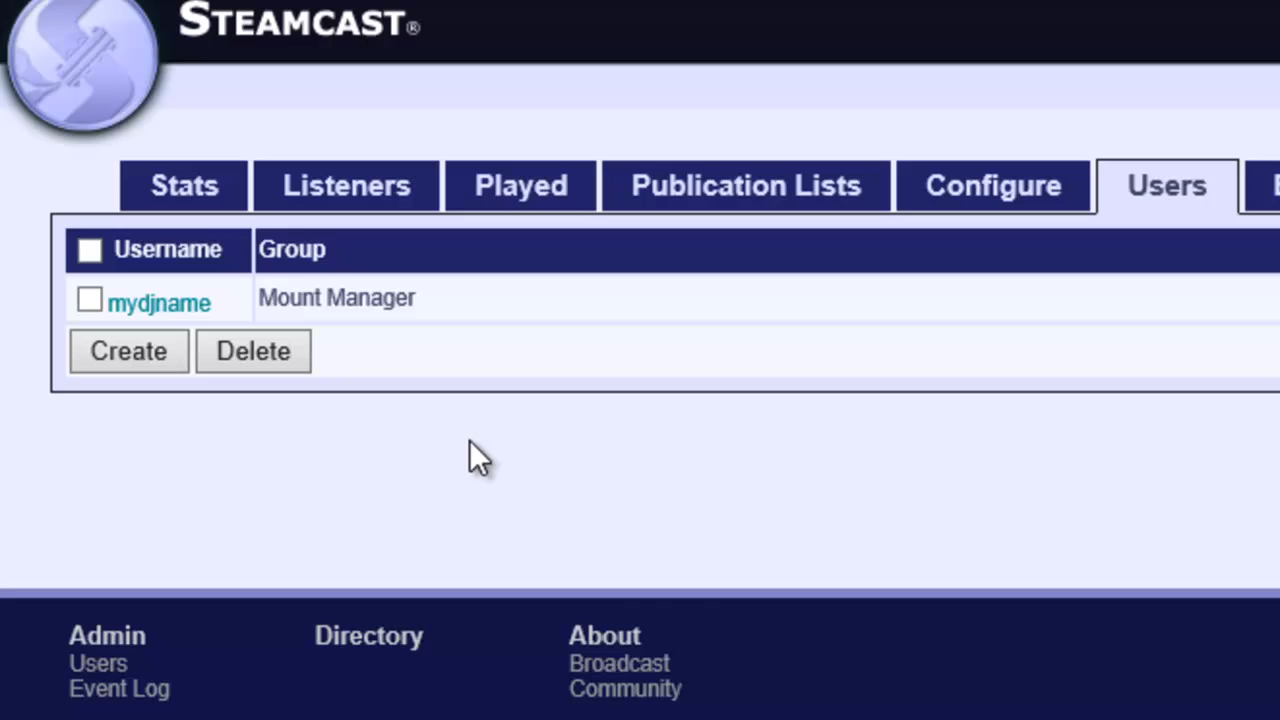 STEAMCAST®
Stats Listeners Played Publication Lists Configure Users
Username Group
mydjname Mount Manager
Create Delete
Admin Directory About
Users Broadcast
Event Log Community